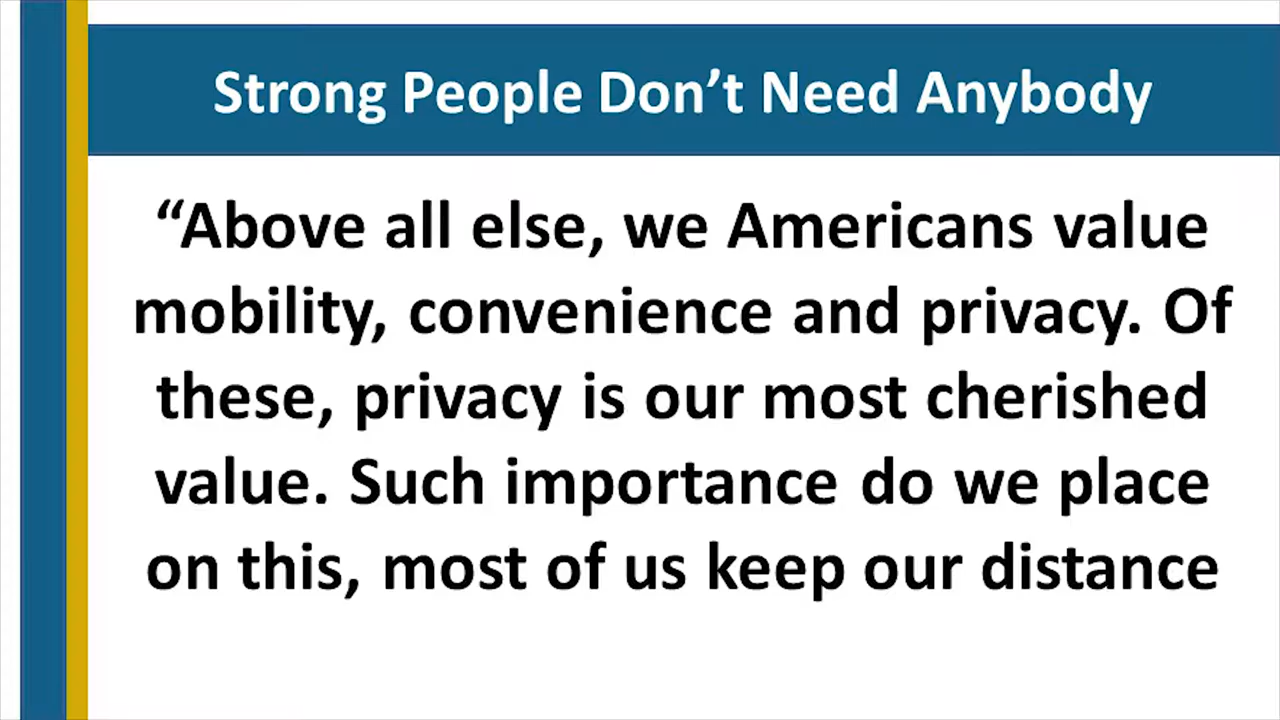 Strong People Don’t Need Anybody
“Above all else, we Americans value
mobility, convenience and privacy. Of
these, privacy is our most cherished
value. Such importance do we place
on this, most of us keep our distance